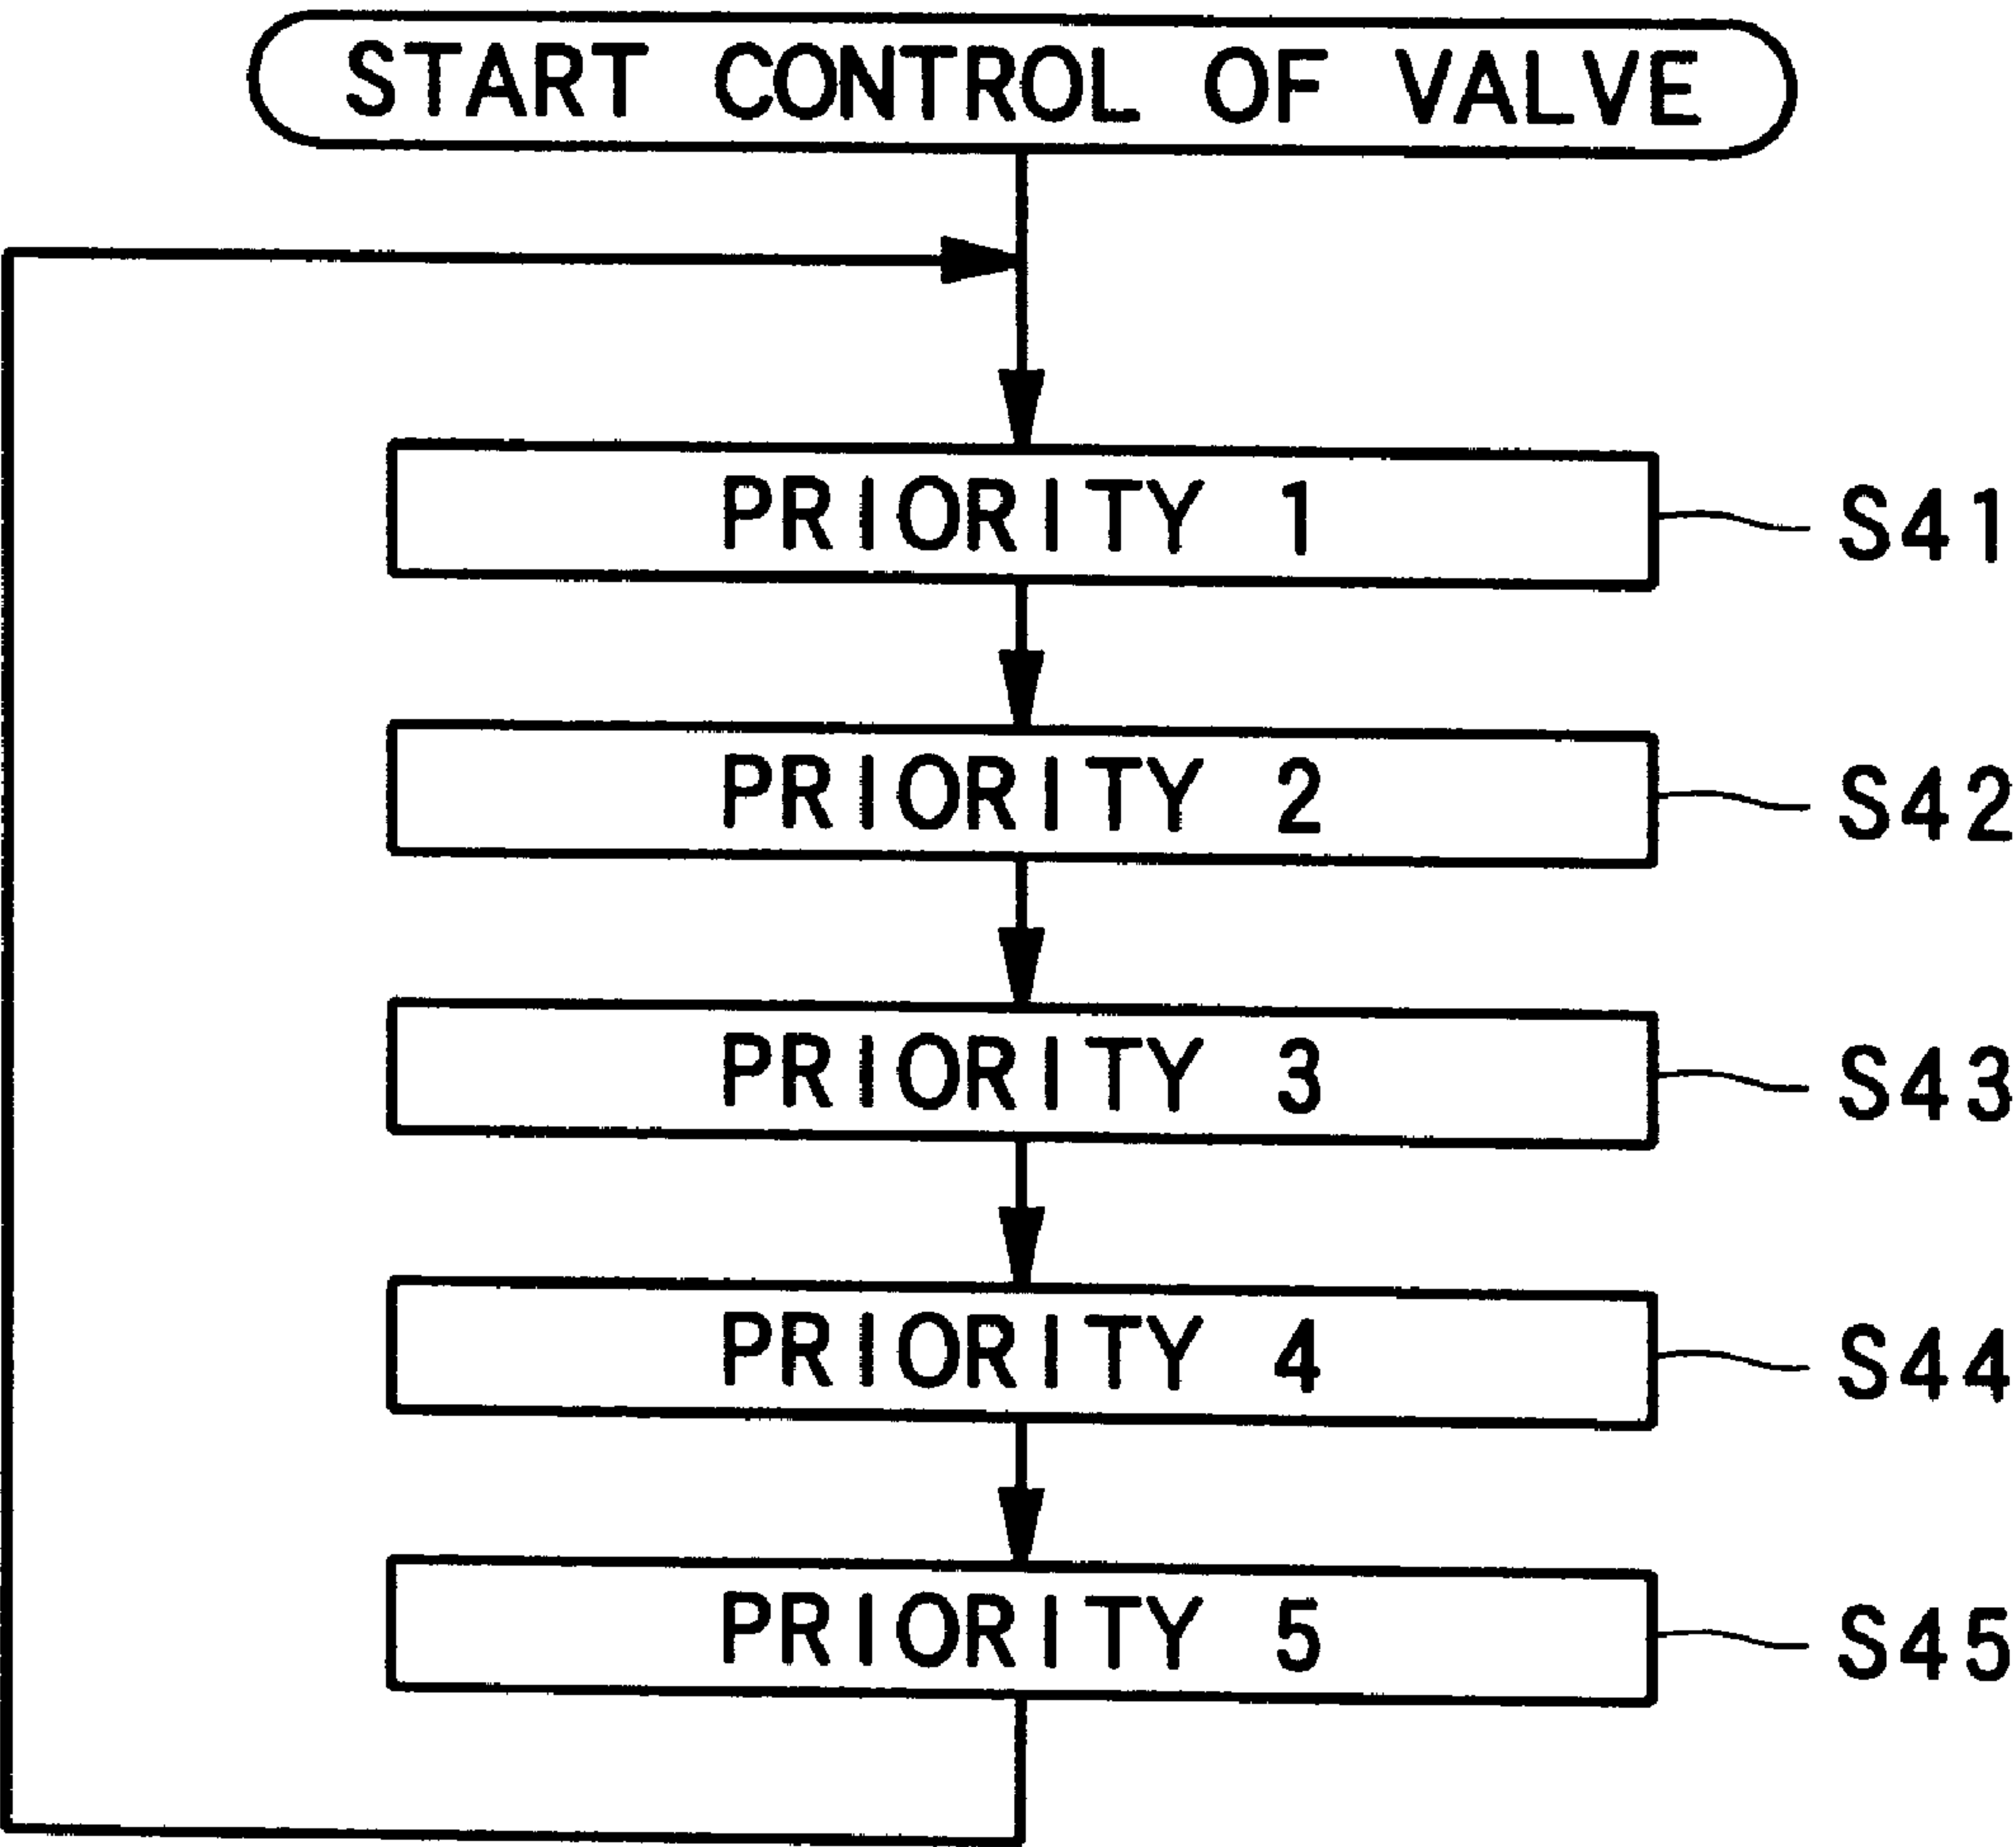 START CONTROL OF VALVE
PRIORITY 1
S41
PRIORITY 2
S42
PRIORITY 3
S43
PRIORITY 4
S44
PRIORITY 5
S45